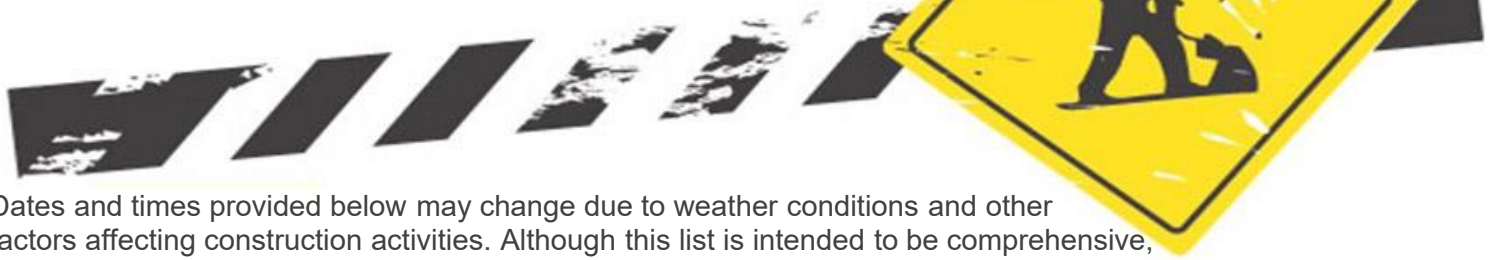 Dates and times provided below may change due to weather conditions and other
actors affecting construction activities. Although this list is intended to be comprehensive,